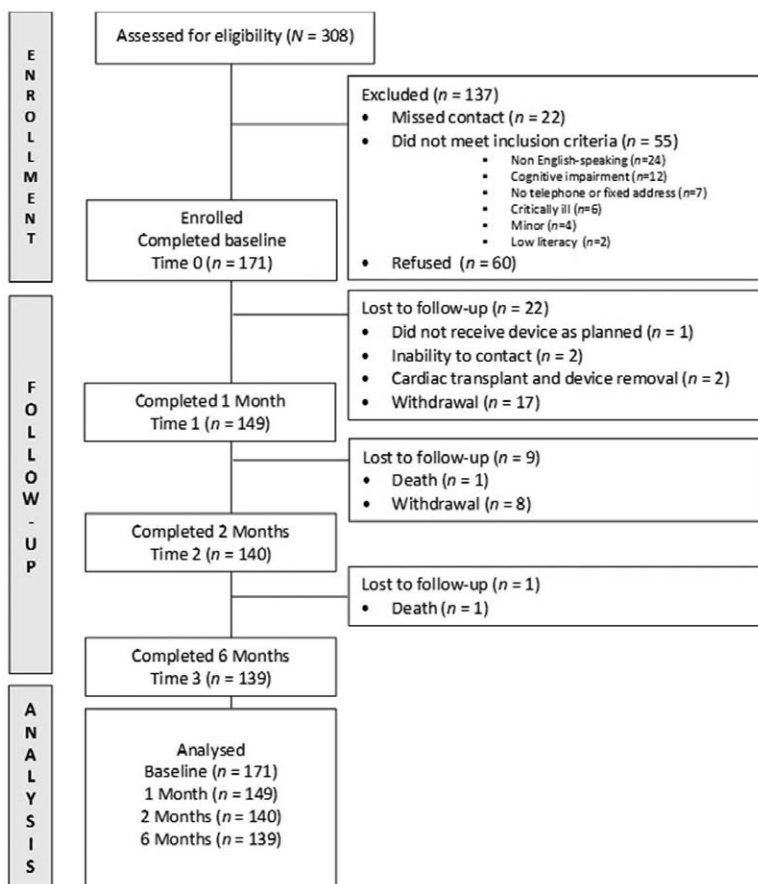 ENROLLMENT
Assessed for eligibility (N = 308)
Excluded (n = 137)
• Missed contact (n = 22)
• Did not meet inclusion criteria (n = 55)
▪ Non English-speaking (n=24)
▪ Cognitive impairment (n=12)
▪ No telephone or fixed address (n=7)
▪ Critically ill (n=6)
▪ Minor (n=4)
▪ Low literacy (n=2)
• Refused (n = 60)
Enrolled
Completed baseline
Time 0 (n = 171)
FOLLOW-UP
Lost to follow-up (n = 22)
• Did not receive device as planned (n = 1)
• Inability to contact (n = 2)
• Cardiac transplant and device removal (n = 2)
• Withdrawal (n = 17)
Completed 1 Month
Time 1 (n = 149)
Lost to follow-up (n = 9)
• Death (n = 1)
• Withdrawal (n = 8)
Completed 2 Months
Time 2 (n = 140)
Lost to follow-up (n = 1)
• Death (n = 1)
Completed 6 Months
Time 3 (n = 139)
ANALYSIS
Analysed
Baseline (n = 171)
1 Month (n = 149)
2 Months (n = 140)
6 Months (n = 139)